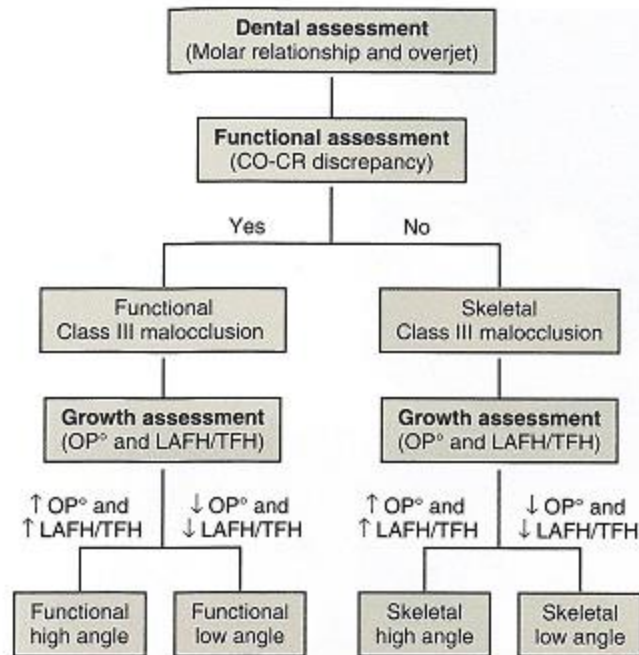 Dental assessment
(Molar relationship and overjet)
Functional assessment
(CO-CR discrepancy)
Yes
No
Functional
Class III malocclusion
Skeletal
Class III malocclusion
Growth assessment
(OP° and LAFH/TFH)
Growth assessment
(OP° and LAFH/TFH)
↑ OP° and
↑ LAFH/TFH
↓ OP° and
↓ LAFH/TFH
↑ OP° and
↑ LAFH/TFH
↓ OP° and
↓ LAFH/TFH
Functional
high angle
Functional
low angle
Skeletal
high angle
Skeletal
low angle